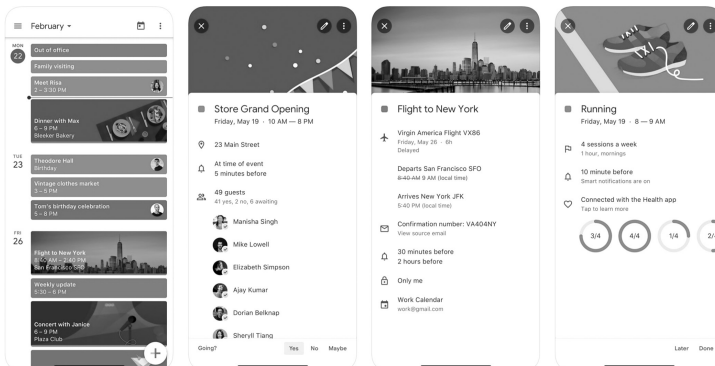 February
MON
22
Out of office
Family visiting
Meet Risa
2 – 3:30 PM
Dinner with Max
6 – 9 PM
Bleeker Bakery
TUE
23
Theodore Hall
Birthday
Vintage clothes market
3 – 5 PM
Tom's birthday celebration
5 – 8 PM
FRI
26
Flight to New York
8:40 AM – 2:40 PM
San Francisco SFO
Weekly update
5:30 – 6 PM
Concert with Janice
6 – 9 PM
Plaza Club
Store Grand Opening
Friday, May 19 · 10 AM — 8 PM
23 Main Street
At time of event
5 minutes before
49 guests
41 yes, 2 no, 6 awaiting
Manisha Singh
Mike Lowell
Elizabeth Simpson
Ajay Kumar
Dorian Belknap
Sheryll Tiang
Going?
Yes
No
Maybe
Flight to New York
Virgin America Flight VX86
Friday, May 26 · 6h
Delayed
Departs San Francisco SFO
8:40 AM 9 AM (local time)
Arrives New York JFK
5:40 PM (local time)
Confirmation number: VA404NY
View source email
30 minutes before
2 hours before
Only me
Work Calendar
work@gmail.com
Running
Friday, May 19 · 8 — 9 AM
4 sessions a week
1 hour, mornings
10 minute before
Smart notifications are on
Connected with the Health app
Tap to learn more
3/4
4/4
1/4
2/
Later
Done